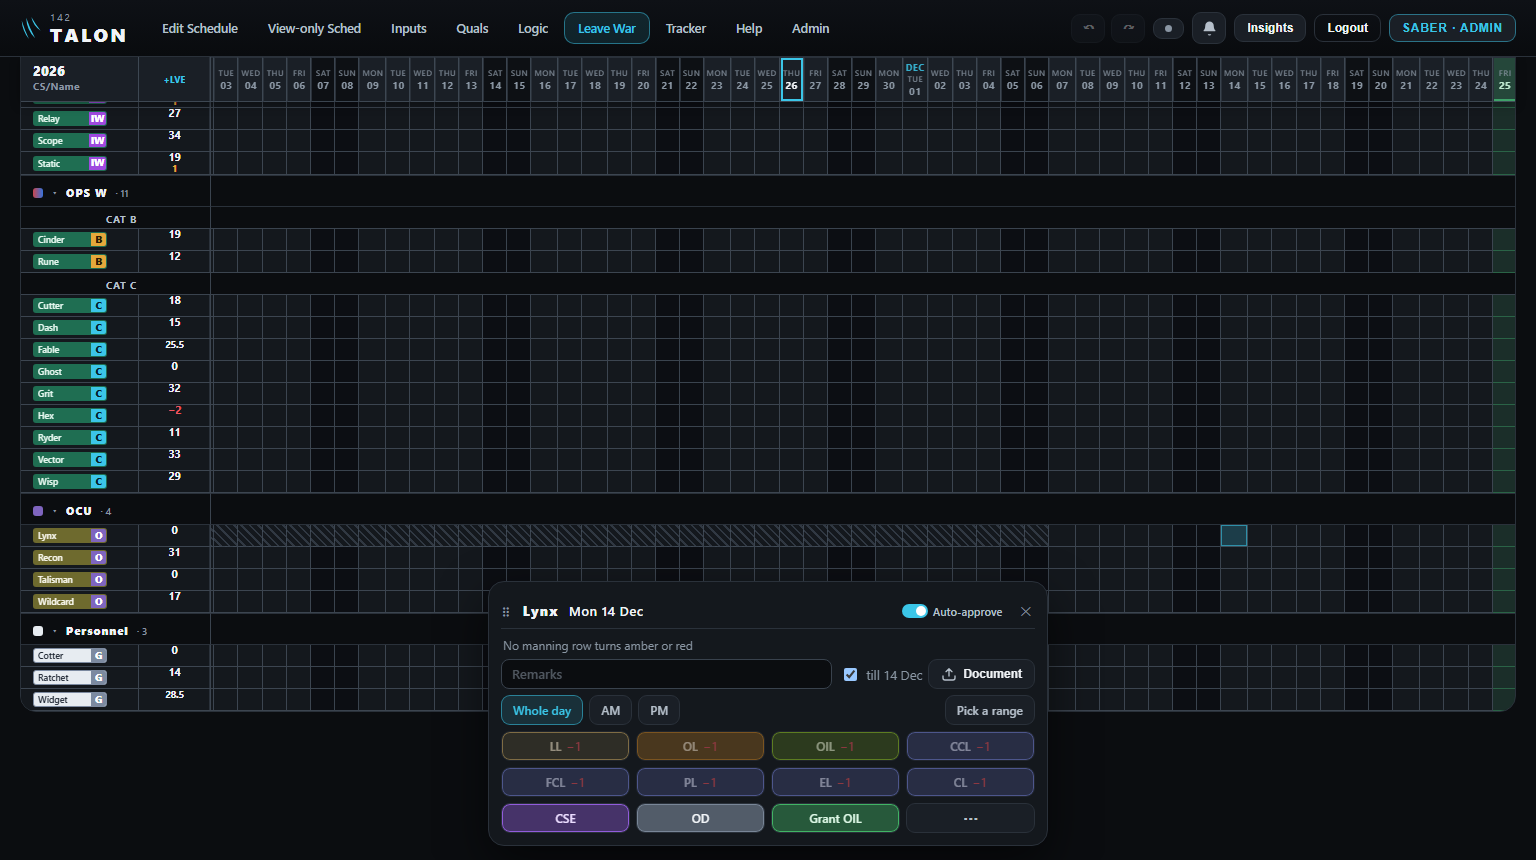 142
TALON
Edit Schedule View-only Sched Inputs Quals Logic Leave War Tracker Help Admin
Insights Logout SABER · ADMIN
2026
CS/Name
+LVE
DEC
TUE WED THU FRI SAT SUN MON TUE WED THU FRI SAT SUN MON TUE WED THU FRI SAT SUN MON TUE WED THU FRI SAT SUN MON TUE WED THU FRI SAT SUN MON TUE WED THU FRI SAT SUN MON TUE WED THU FRI SAT SUN MON TUE WED THU FRI
03 04 05 06 07 08 09 10 11 12 13 14 15 16 17 18 19 20 21 22 23 24 25 26 27 28 29 30 01 02 03 04 05 06 07 08 09 10 11 12 13 14 15 16 17 18 19 20 21 22 23 24 25
Relay IW 27
Scope IW 34
Static IW 19
1
· OPS W · 11
CAT B
Cinder B 19
Rune B 12
CAT C
Cutter C 18
Dash C 15
Fable C 25.5
Ghost C 0
Grit C 32
Hex C −2
Ryder C 11
Vector C 33
Wisp C 29
· OCU · 4
Lynx O 0
Recon O 31
Talisman O 0
Wildcard O 17
· Personnel · 3
Cotter G 0
Ratchet G 14
Widget G 28.5
Lynx Mon 14 Dec Auto-approve
No manning row turns amber or red
Remarks till 14 Dec Document
Whole day AM PM Pick a range
LL −1 OL −1 OIL −1 CCL −1
FCL −1 PL −1 EL −1 CL −1
CSE OD Grant OIL ---